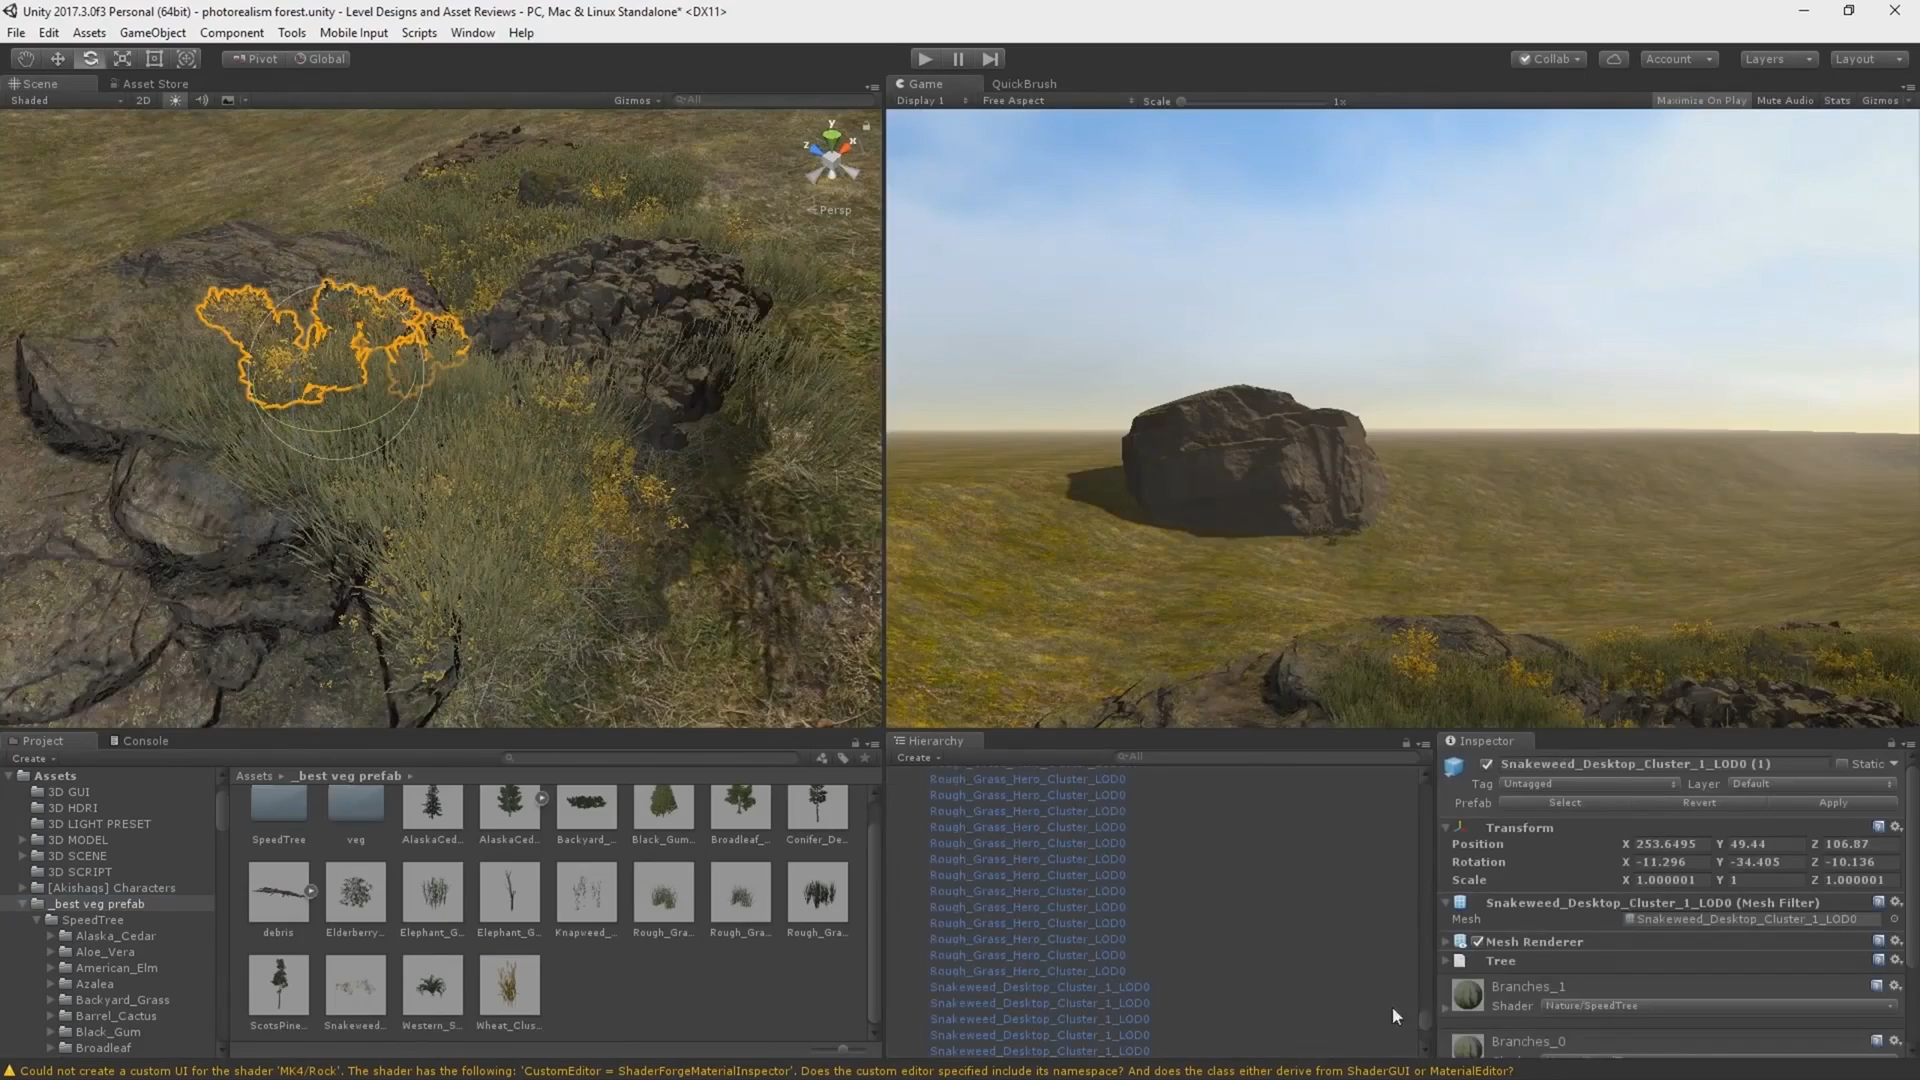 Unity 2017.3.0f3 Personal (64bit) - photorealism forest.unity - Level Designs and Asset Reviews - PC, Mac & Linux Standalone* <DX11>
File Edit Assets GameObject Component Tools Mobile Input Scripts Window Help
Pivot Global Collab Account Layers Layout
Scene Asset Store Game QuickBrush
Shaded 2D Gizmos All Display 1 Free Aspect Scale 1x Maximize On Play Mute Audio Stats Gizmos
y
z x
Persp
Project Console
Create
Assets
3D GUI
3D HDRI
3D LIGHT PRESET
3D MODEL
3D SCENE
3D SCRIPT
[Akishaqs] Characters
_best veg prefab
SpeedTree
Alaska_Cedar
Aloe_Vera
American_Elm
Azalea
Backyard_Grass
Barrel_Cactus
Black_Gum
Broadleaf
Assets _best veg prefab
SpeedTree veg AlaskaCed... AlaskaCed... Backyard_... Black_Gum... Broadleaf_... Conifer_De...
debris Elderberry... Elephant_G... Elephant_G... Knapweed_... Rough_Gra... Rough_Gra... Rough_Gra...
ScotsPine... Snakeweed... Western_S... Wheat_Clus...
Hierarchy
Create All
Rough_Grass_Hero_Cluster_LOD0
Rough_Grass_Hero_Cluster_LOD0
Rough_Grass_Hero_Cluster_LOD0
Rough_Grass_Hero_Cluster_LOD0
Rough_Grass_Hero_Cluster_LOD0
Rough_Grass_Hero_Cluster_LOD0
Rough_Grass_Hero_Cluster_LOD0
Rough_Grass_Hero_Cluster_LOD0
Rough_Grass_Hero_Cluster_LOD0
Rough_Grass_Hero_Cluster_LOD0
Rough_Grass_Hero_Cluster_LOD0
Rough_Grass_Hero_Cluster_LOD0
Rough_Grass_Hero_Cluster_LOD0
Snakeweed_Desktop_Cluster_1_LOD0
Snakeweed_Desktop_Cluster_1_LOD0
Snakeweed_Desktop_Cluster_1_LOD0
Snakeweed_Desktop_Cluster_1_LOD0
Snakeweed_Desktop_Cluster_1_LOD0
Inspector
Snakeweed_Desktop_Cluster_1_LOD0 (1) Static
Tag Untagged Layer Default
Prefab Select Revert Apply
Transform
Position X 253.6495 Y 49.44 Z 106.87
Rotation X -11.296 Y -34.405 Z -10.136
Scale X 1.000001 Y 1 Z 1.000001
Snakeweed_Desktop_Cluster_1_LOD0 (Mesh Filter)
Mesh Snakeweed_Desktop_Cluster_1_LOD0
Mesh Renderer
Tree
Branches_1
Shader Nature/SpeedTree
Branches_0
Could not create a custom UI for the shader 'MK4/Rock'. The shader has the following: 'CustomEditor = ShaderForgeMaterialInspector'. Does the custom editor specified include its namespace? And does the class either derive from ShaderGUI or MaterialEditor?